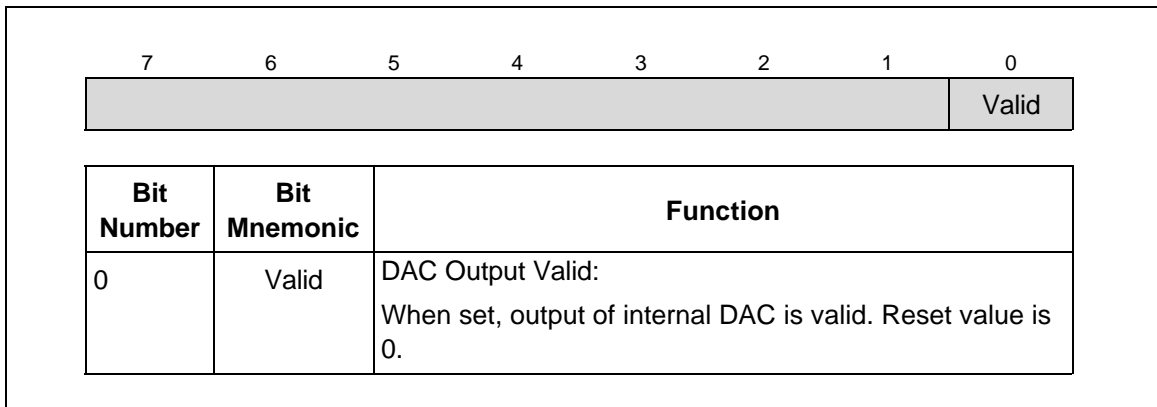 7 6 5 4 3 2 1 0
Valid
Bit Number Bit Mnemonic Function
0 Valid DAC Output Valid:
When set, output of internal DAC is valid. Reset value is
0.